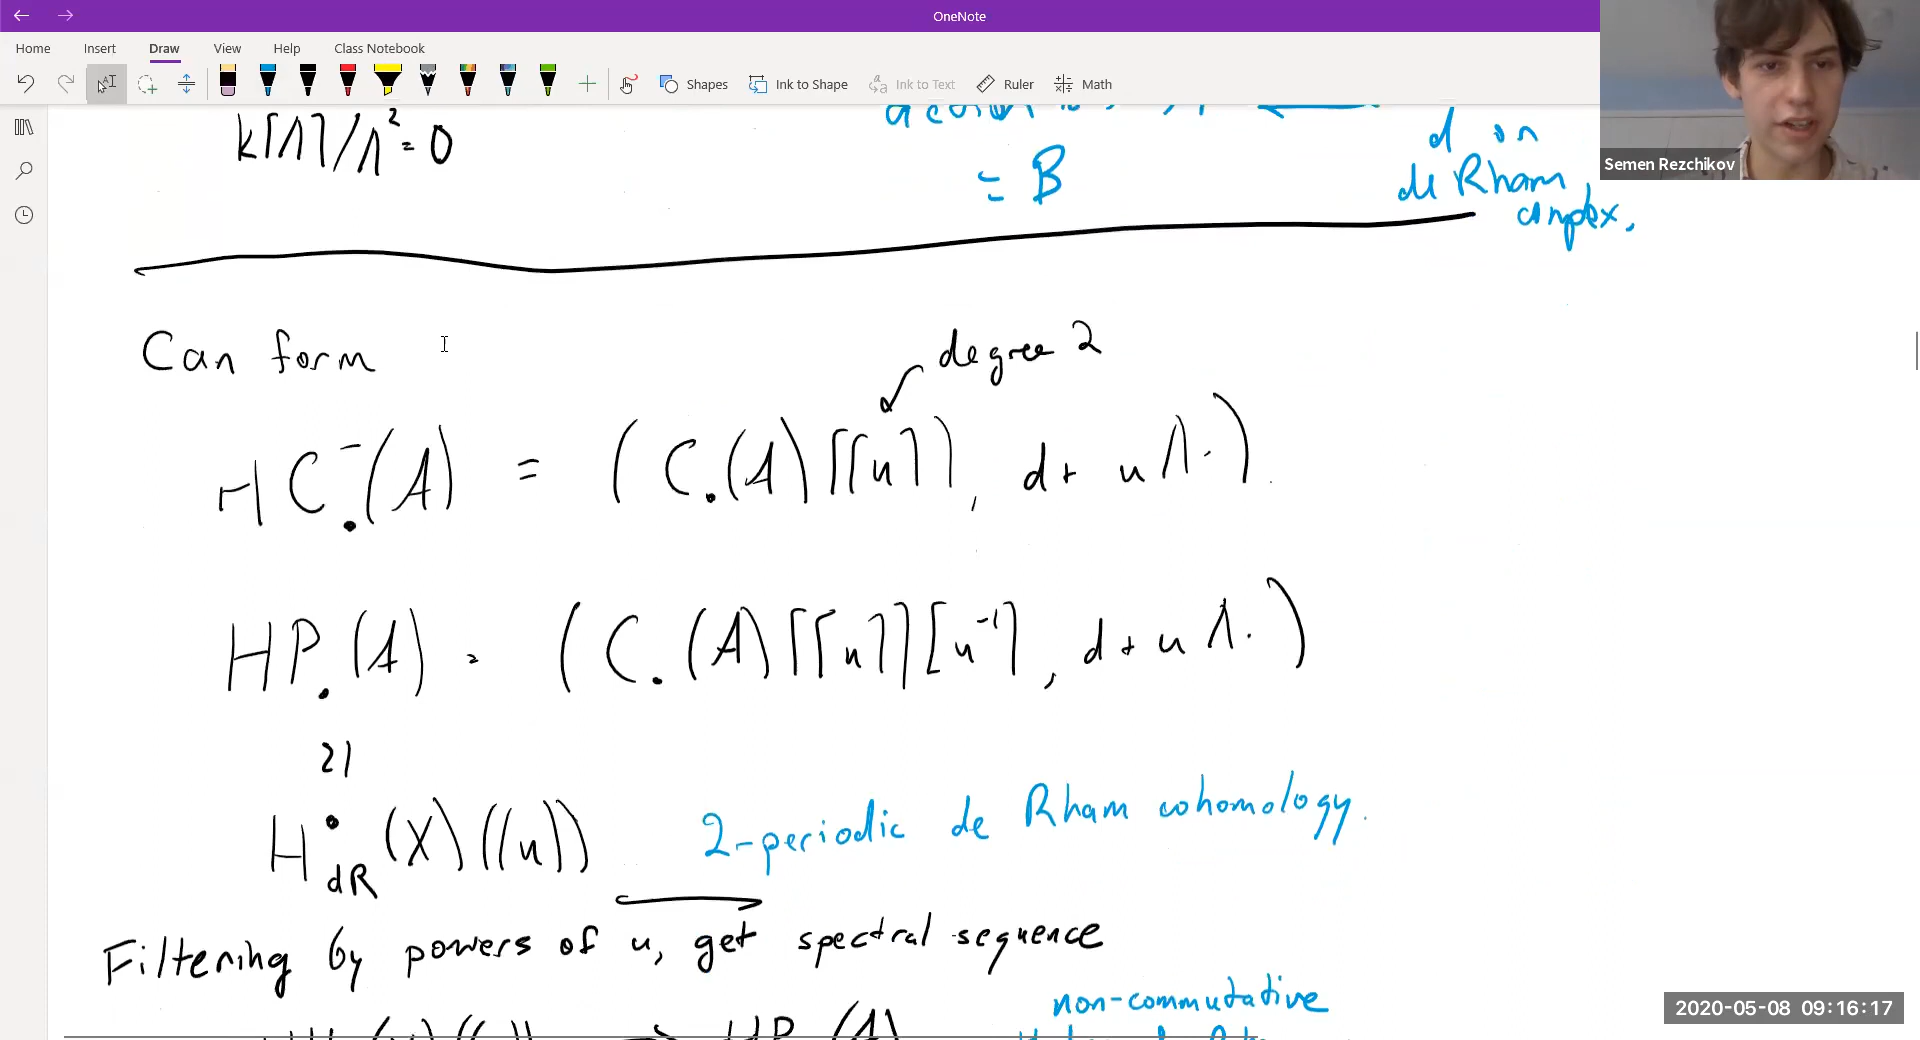 OneNote
Home Insert Draw View Help Class Notebook
Shapes Ink to Shape Ink to Text Ruler Math
Semen Rezchikov
k[Λ]/Λ² = 0
= B
d on
de Rham
complex.
Can form
degree 2
HC⁻.(A) = (C.(A)[[u]], d + uΛ·).
HP.(A) = (C.(A)[[u]][u⁻¹], d + uΛ·)
H•dR(X)((u)) 2-periodic de Rham cohomology.
Filtering by powers of u, get spectral sequence
non-commutative
2020-05-08 09:16:17